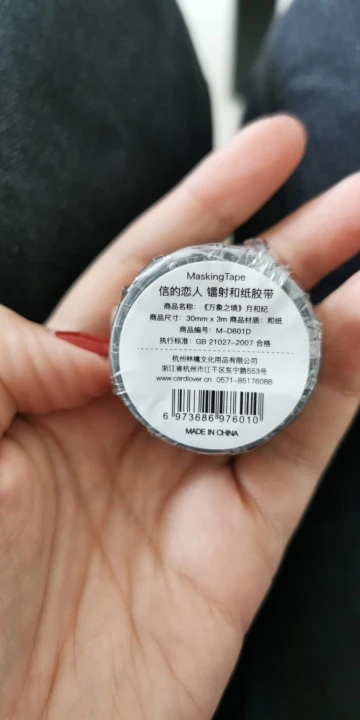 MaskingTape
信的恋人 镭射和纸胶带
商品名称：《万象之境》月和纪
商品尺寸：30mm x 3m 商品材质：和纸
商品编号：M-D601D
执行标准：GB 21027-2007 合格
杭州林橘文化用品有限公司
浙江省杭州市江干区东宁路553号
www.cardlover.cn 0571-85176086
6 973686 976010
MADE IN CHINA